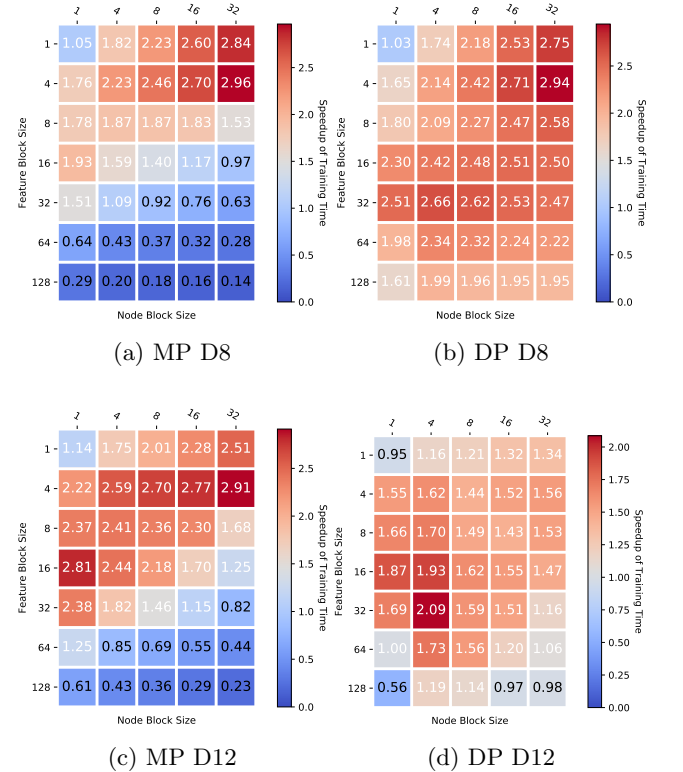 1 4 8 16 32
1 1.05 1.82 2.23 2.60 2.84
4 1.76 2.23 2.46 2.70 2.96
8 1.78 1.87 1.87 1.83 1.53
16 1.93 1.59 1.40 1.17 0.97
32 1.51 1.09 0.92 0.76 0.63
64 0.64 0.43 0.37 0.32 0.28
128 0.29 0.20 0.18 0.16 0.14
Feature Block Size
Node Block Size
2.5
2.0
1.5
1.0
0.5
0.0
Speedup of Training Time
(a) MP D8
1 4 8 16 32
1 1.03 1.74 2.18 2.53 2.75
4 1.65 2.14 2.42 2.71 2.94
8 1.80 2.09 2.27 2.47 2.58
16 2.30 2.42 2.48 2.51 2.50
32 2.51 2.66 2.62 2.53 2.47
64 1.98 2.34 2.32 2.24 2.22
128 1.61 1.99 1.96 1.95 1.95
Feature Block Size
Node Block Size
2.5
2.0
1.5
1.0
0.5
0.0
Speedup of Training Time
(b) DP D8
1 4 8 16 32
1 1.14 1.75 2.01 2.28 2.51
4 2.22 2.59 2.70 2.77 2.91
8 2.37 2.41 2.36 2.30 1.68
16 2.81 2.44 2.18 1.70 1.25
32 2.38 1.82 1.46 1.15 0.82
64 1.25 0.85 0.69 0.55 0.44
128 0.61 0.43 0.36 0.29 0.23
Feature Block Size
Node Block Size
2.5
2.0
1.5
1.0
0.5
0.0
Speedup of Training Time
(c) MP D12
1 4 8 16 32
1 0.95 1.16 1.21 1.32 1.34
4 1.55 1.62 1.44 1.52 1.56
8 1.66 1.70 1.49 1.43 1.53
16 1.87 1.93 1.62 1.55 1.47
32 1.69 2.09 1.59 1.51 1.16
64 1.00 1.73 1.56 1.20 1.06
128 0.56 1.19 1.14 0.97 0.98
Feature Block Size
Node Block Size
2.00
1.75
1.50
1.25
1.00
0.75
0.50
0.25
0.00
Speedup of Training Time
(d) DP D12